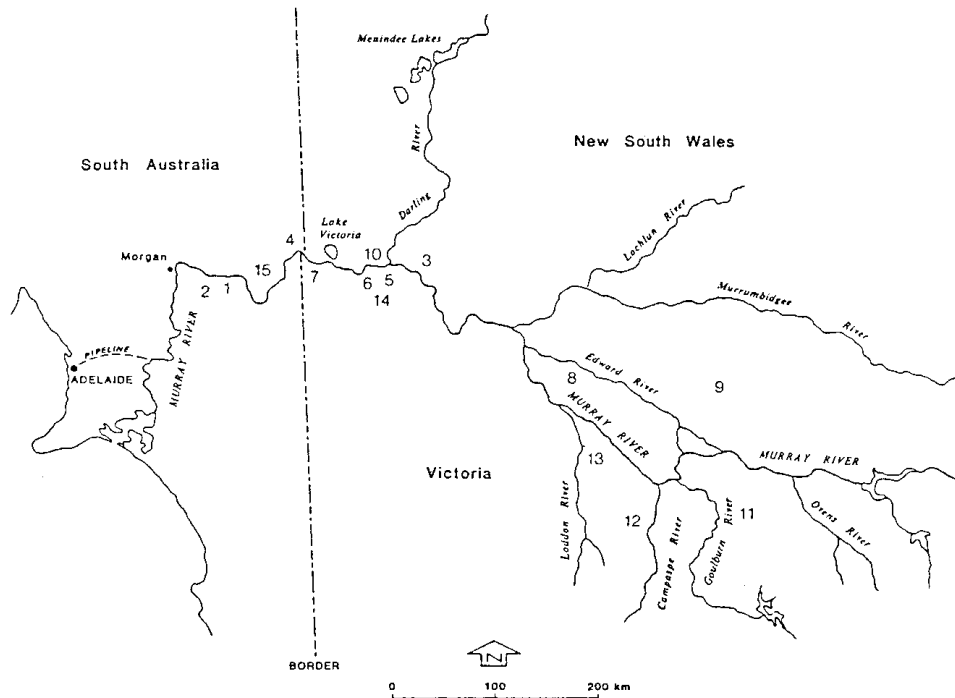 Menindee Lakes
New South Wales
South Australia
River
Darling
Lachlan River
Lake
Victoria
4
10
3
Morgan
15
7
6
5
14
2
1
Murrumbidgee
River
PIPELINE
ADELAIDE
MURRAY RIVER
Edward River
8
9
MURRAY RIVER
MURRAY RIVER
Victoria
13
Loddon River
12
Campaspe River
Goulburn River
11
Ovens River
N
BORDER
0 100 200 km